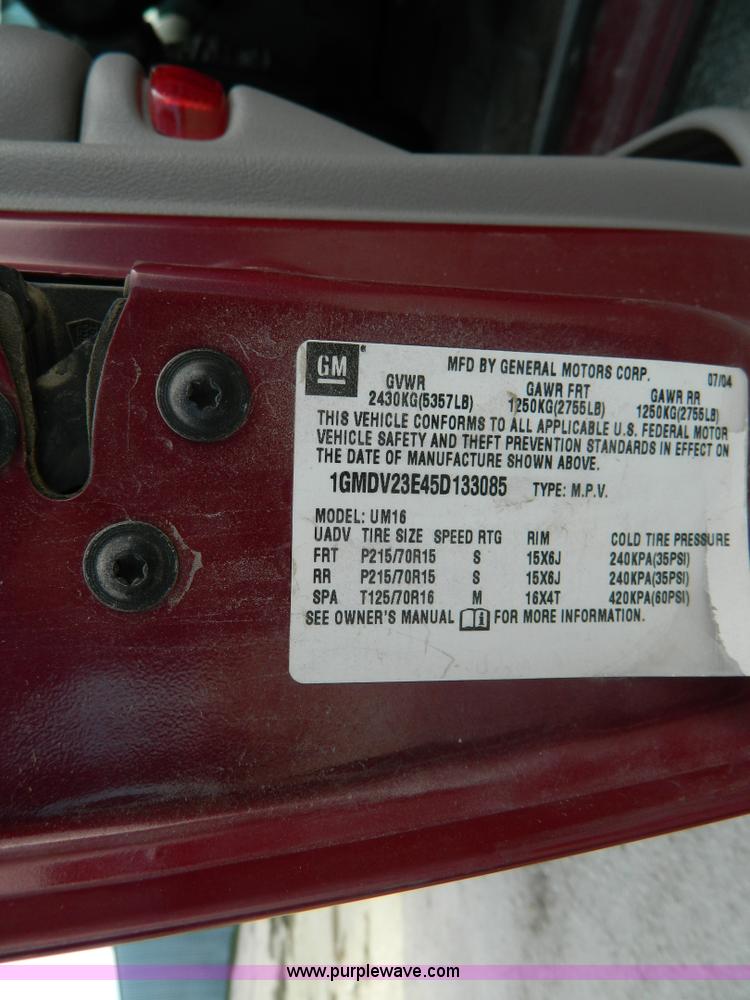 GM
MFD BY GENERAL MOTORS CORP. 07/04
GVWR GAWR FRT GAWR RR
2430KG(5357LB) 1250KG(2755LB) 1250KG(2755LB)
THIS VEHICLE CONFORMS TO ALL APPLICABLE U.S. FEDERAL MOTOR
VEHICLE SAFETY AND THEFT PREVENTION STANDARDS IN EFFECT ON
THE DATE OF MANUFACTURE SHOWN ABOVE.
1GMDV23E45D133085 TYPE: M.P.V.
MODEL: UM16
UADV TIRE SIZE SPEED RTG RIM COLD TIRE PRESSURE
FRT P215/70R15 S 15X6J 240KPA(35PSI)
RR P215/70R15 S 15X6J 240KPA(35PSI)
SPA T125/70R16 M 16X4T 420KPA(60PSI)
SEE OWNER'S MANUAL FOR MORE INFORMATION.
www.purplewave.com